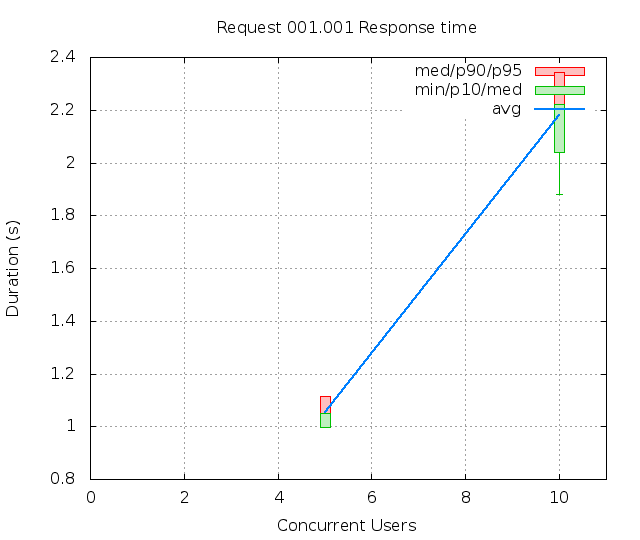 Request 001.001 Response time
med/p90/p95
min/p10/med
avg
2.4
2.2
2
1.8
1.6
1.4
1.2
1
0.8
0 2 4 6 8 10
Duration (s)
Concurrent Users